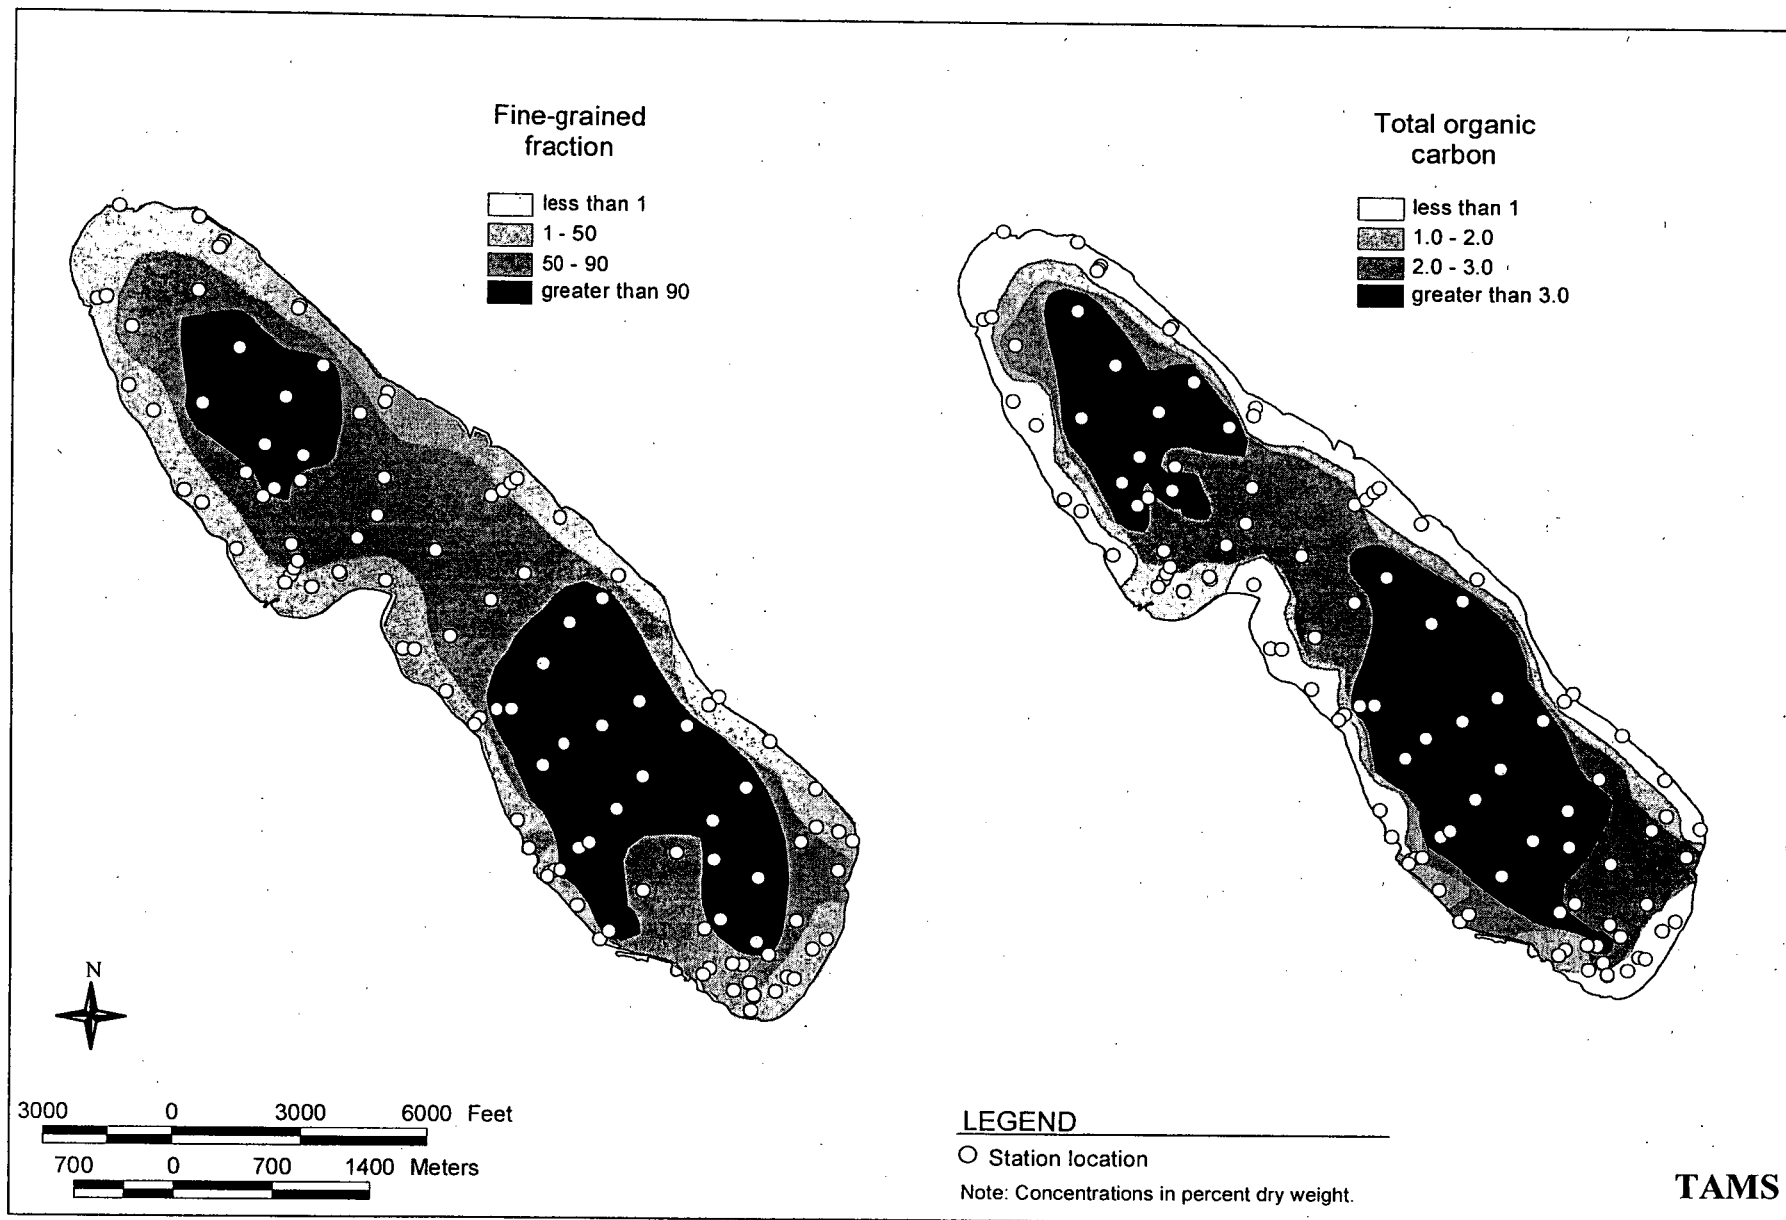 Fine-grained
fraction
less than 1
1 - 50
50 - 90
greater than 90
Total organic
carbon
less than 1
1.0 - 2.0
2.0 - 3.0
greater than 3.0
N
3000 0 3000 6000 Feet
700 0 700 1400 Meters
LEGEND
Station location
Note: Concentrations in percent dry weight.
TAMS